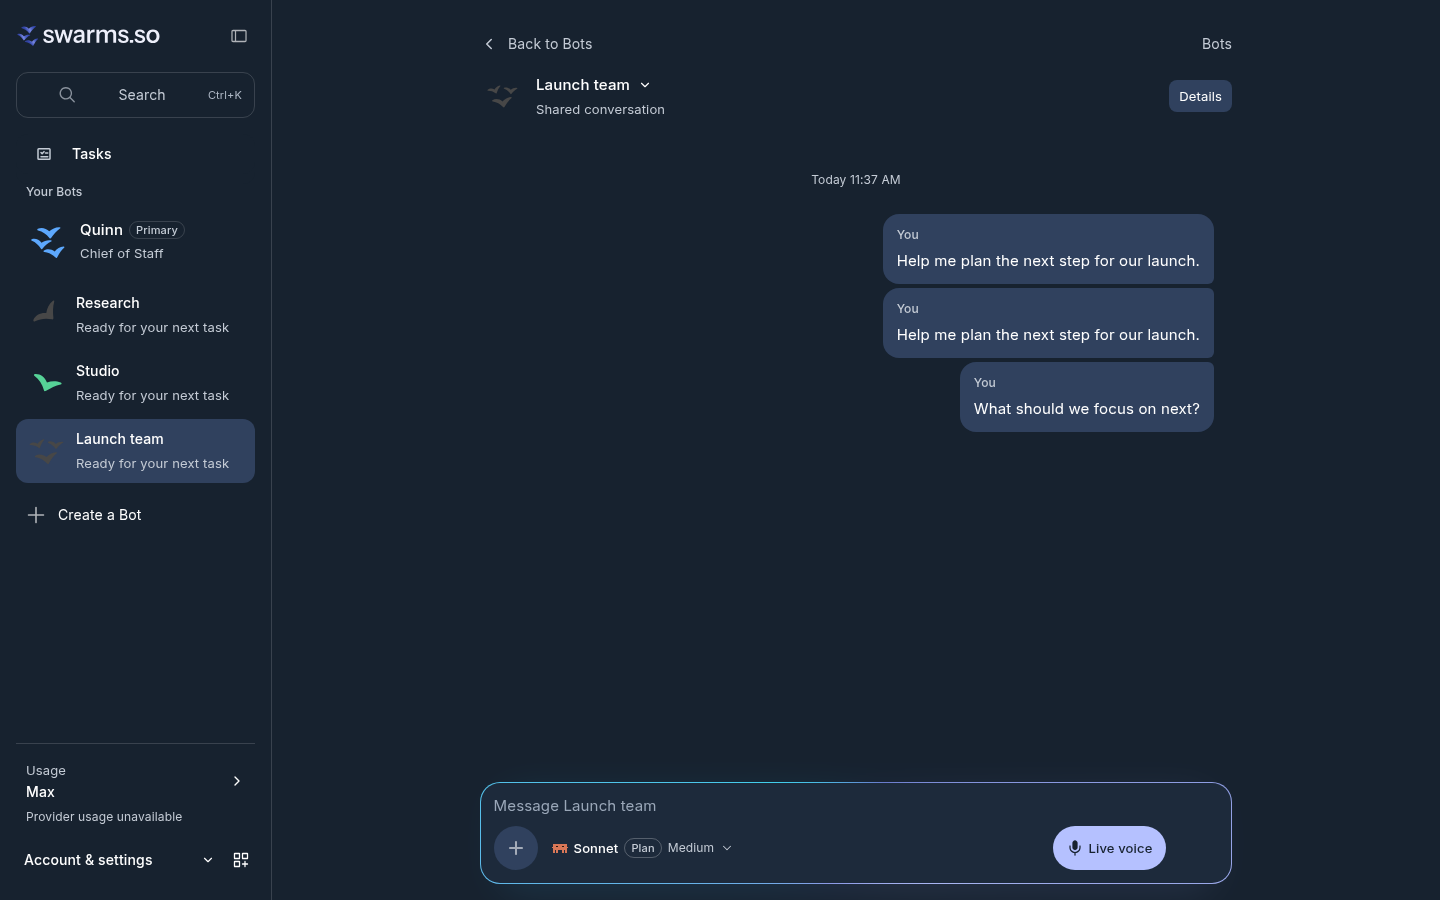 swarms.so
Search Ctrl+K
Tasks
Your Bots
Quinn Primary
Chief of Staff
Research
Ready for your next task
Studio
Ready for your next task
Launch team
Ready for your next task
Create a Bot
Usage
Max
Provider usage unavailable
Account & settings
Back to Bots
Bots
Launch team
Shared conversation
Details
Today 11:37 AM
You
Help me plan the next step for our launch.
You
Help me plan the next step for our launch.
You
What should we focus on next?
Message Launch team
Sonnet Plan Medium
Live voice